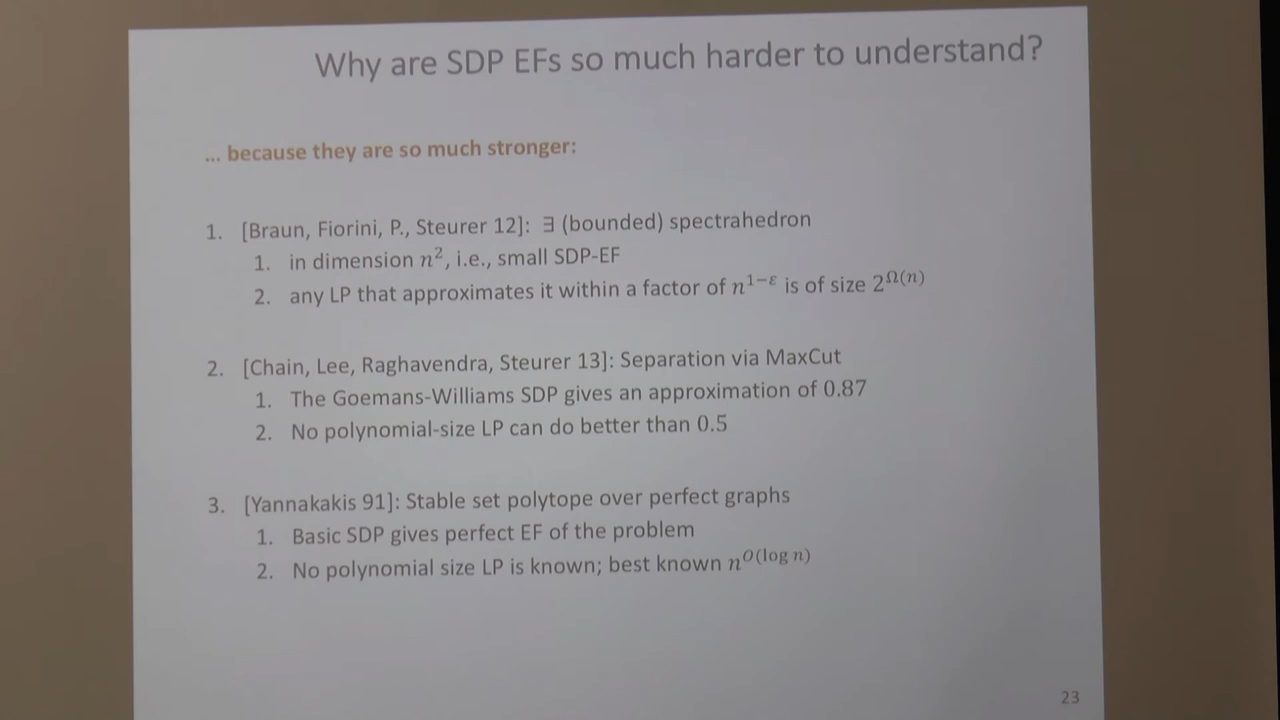 Why are SDP EFs so much harder to understand?
... because they are so much stronger:
1. [Braun, Fiorini, P., Steurer 12]: ∃ (bounded) spectrahedron
1. in dimension n², i.e., small SDP-EF
2. any LP that approximates it within a factor of n^{1−ε} is of size 2^{Ω(n)}
2. [Chain, Lee, Raghavendra, Steurer 13]: Separation via MaxCut
1. The Goemans-Williams SDP gives an approximation of 0.87
2. No polynomial-size LP can do better than 0.5
3. [Yannakakis 91]: Stable set polytope over perfect graphs
1. Basic SDP gives perfect EF of the problem
2. No polynomial size LP is known; best known n^{O(log n)}
23